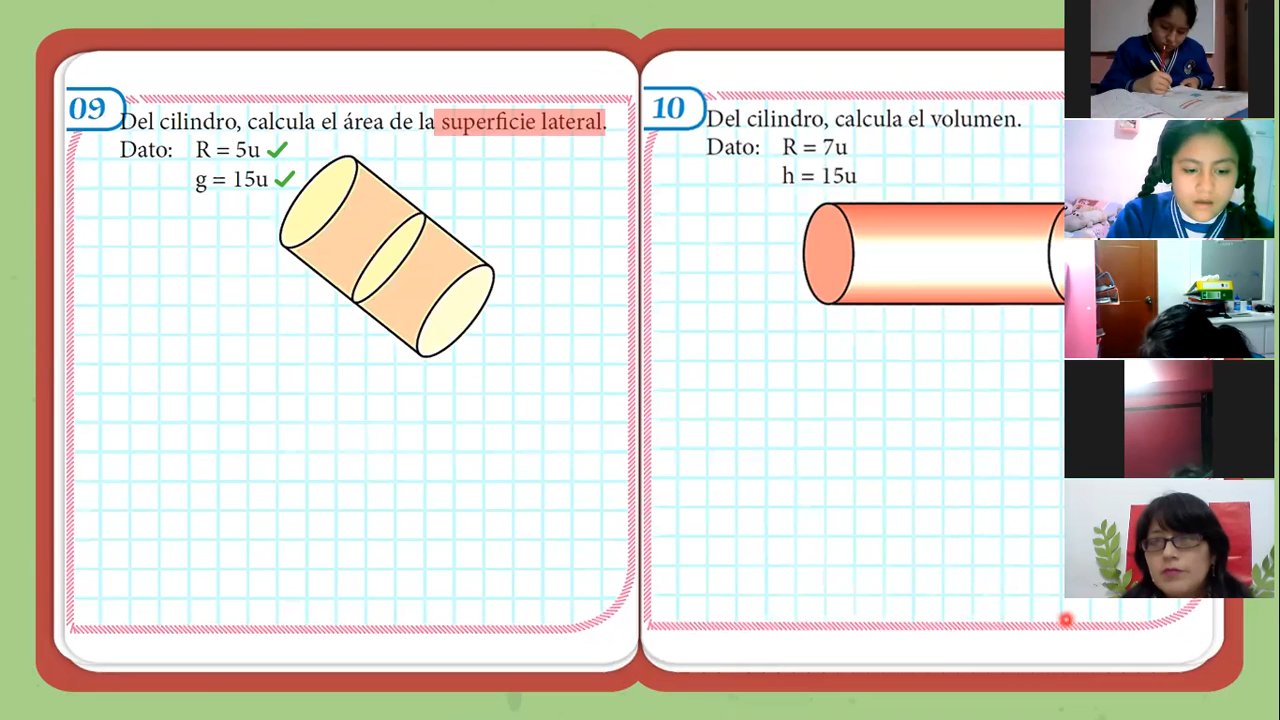 09
Del cilindro, calcula el área de la superficie lateral.
Dato: R = 5u
g = 15u
10
Del cilindro, calcula el volumen.
Dato: R = 7u
h = 15u